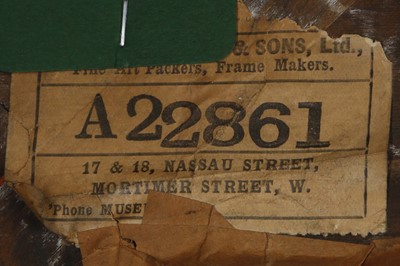 & SONS, Ltd.,
Fine Art Packers, Frame Makers.
A22861
17 & 18, NASSAU STREET,
MORTIMER STREET, W.
'Phone MUSE